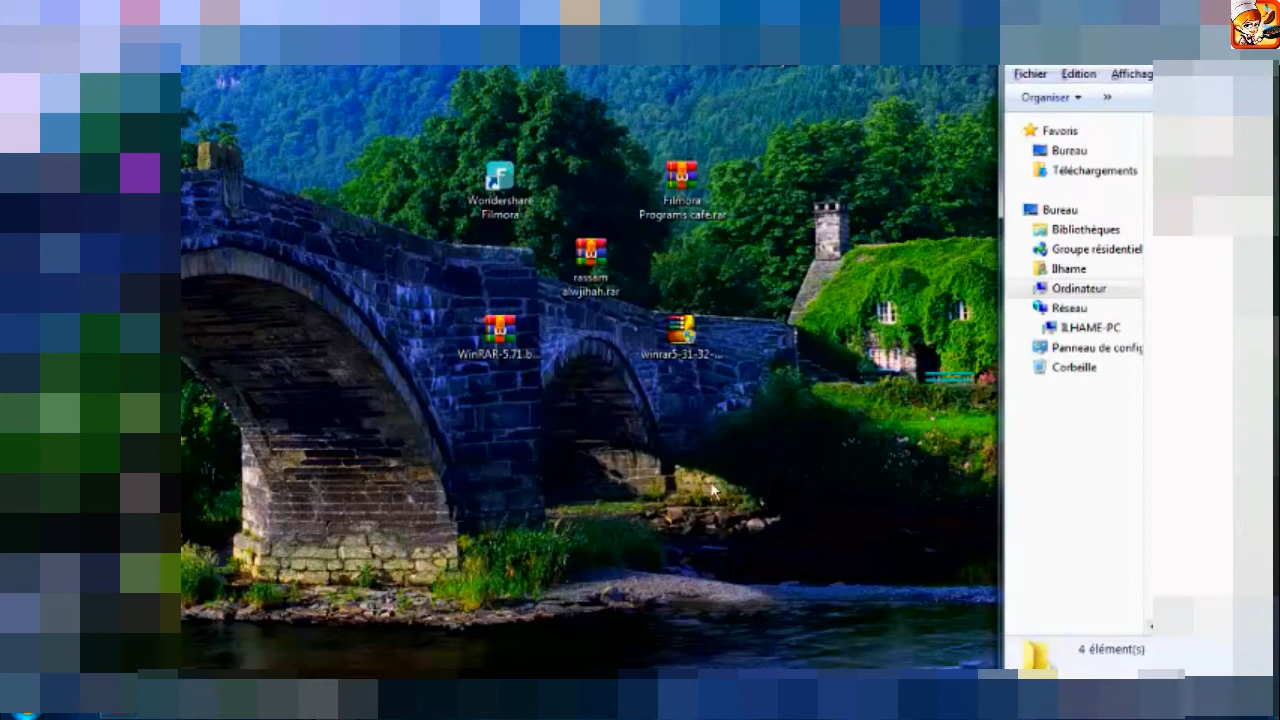 Wondershare
Filmora
Filmora
Programs cafe.rar
rassam
alwjihah.rar
WinRAR-5.71.b...
winrar5-31-32-...
Fichier Edition Affichag
Organiser »
Favoris
Bureau
Téléchargements
Bureau
Bibliothèques
Groupe résidentiel
Ilhame
Ordinateur
Réseau
ILHAME-PC
Panneau de config
Corbeille
4 élément(s)